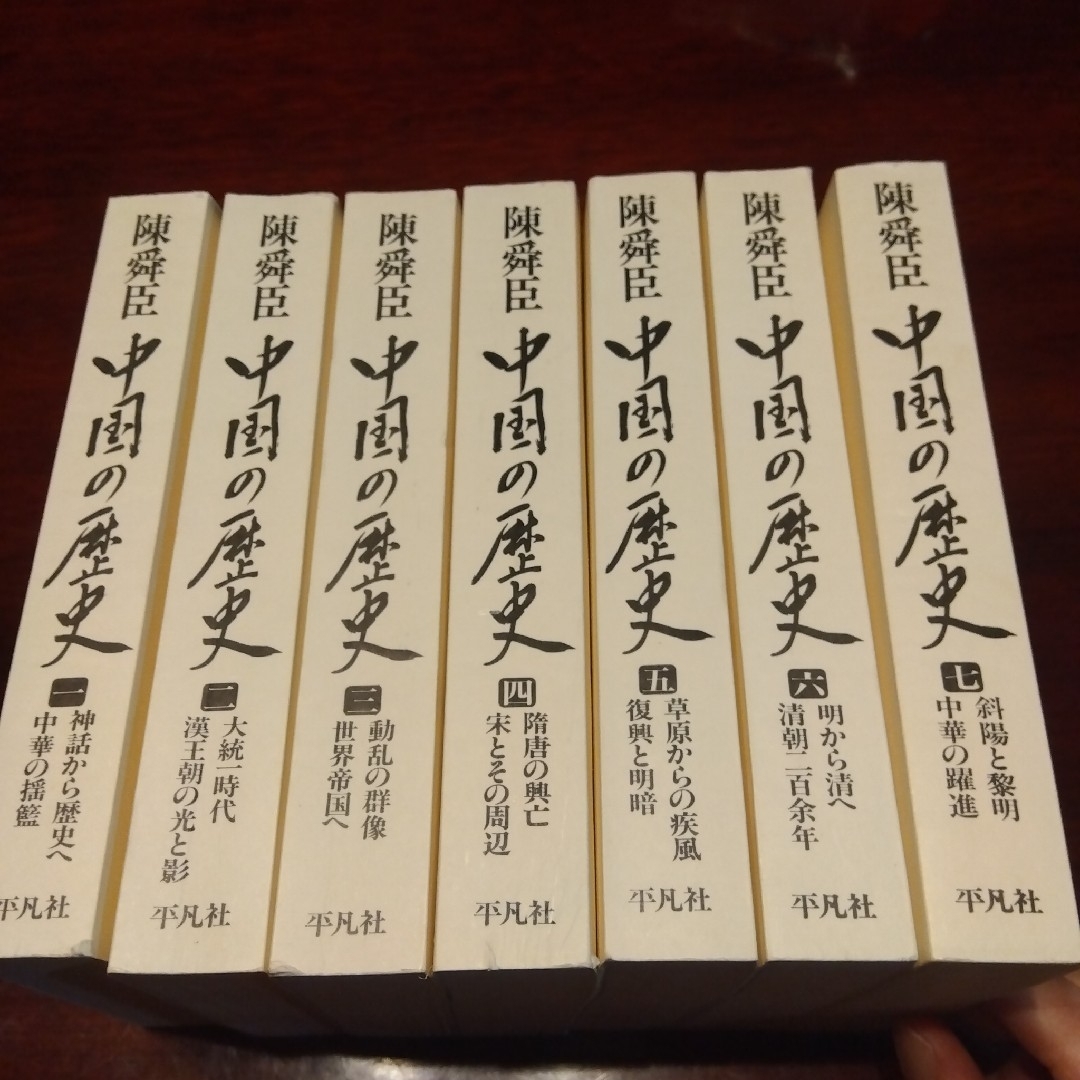 陳舜臣
中国の歴史
一
神話から歴史へ
中華の揺籃
平凡社
陳舜臣
中国の歴史
二
大統一時代
漢王朝の光と影
平凡社
陳舜臣
中国の歴史
三
動乱の群像
世界帝国へ
平凡社
陳舜臣
中国の歴史
四
隋唐の興亡
宋とその周辺
平凡社
陳舜臣
中国の歴史
五
草原からの疾風
復興と明暗
平凡社
陳舜臣
中国の歴史
六
明から清へ
清朝二百余年
平凡社
陳舜臣
中国の歴史
七
斜陽と黎明
中華の躍進
平凡社